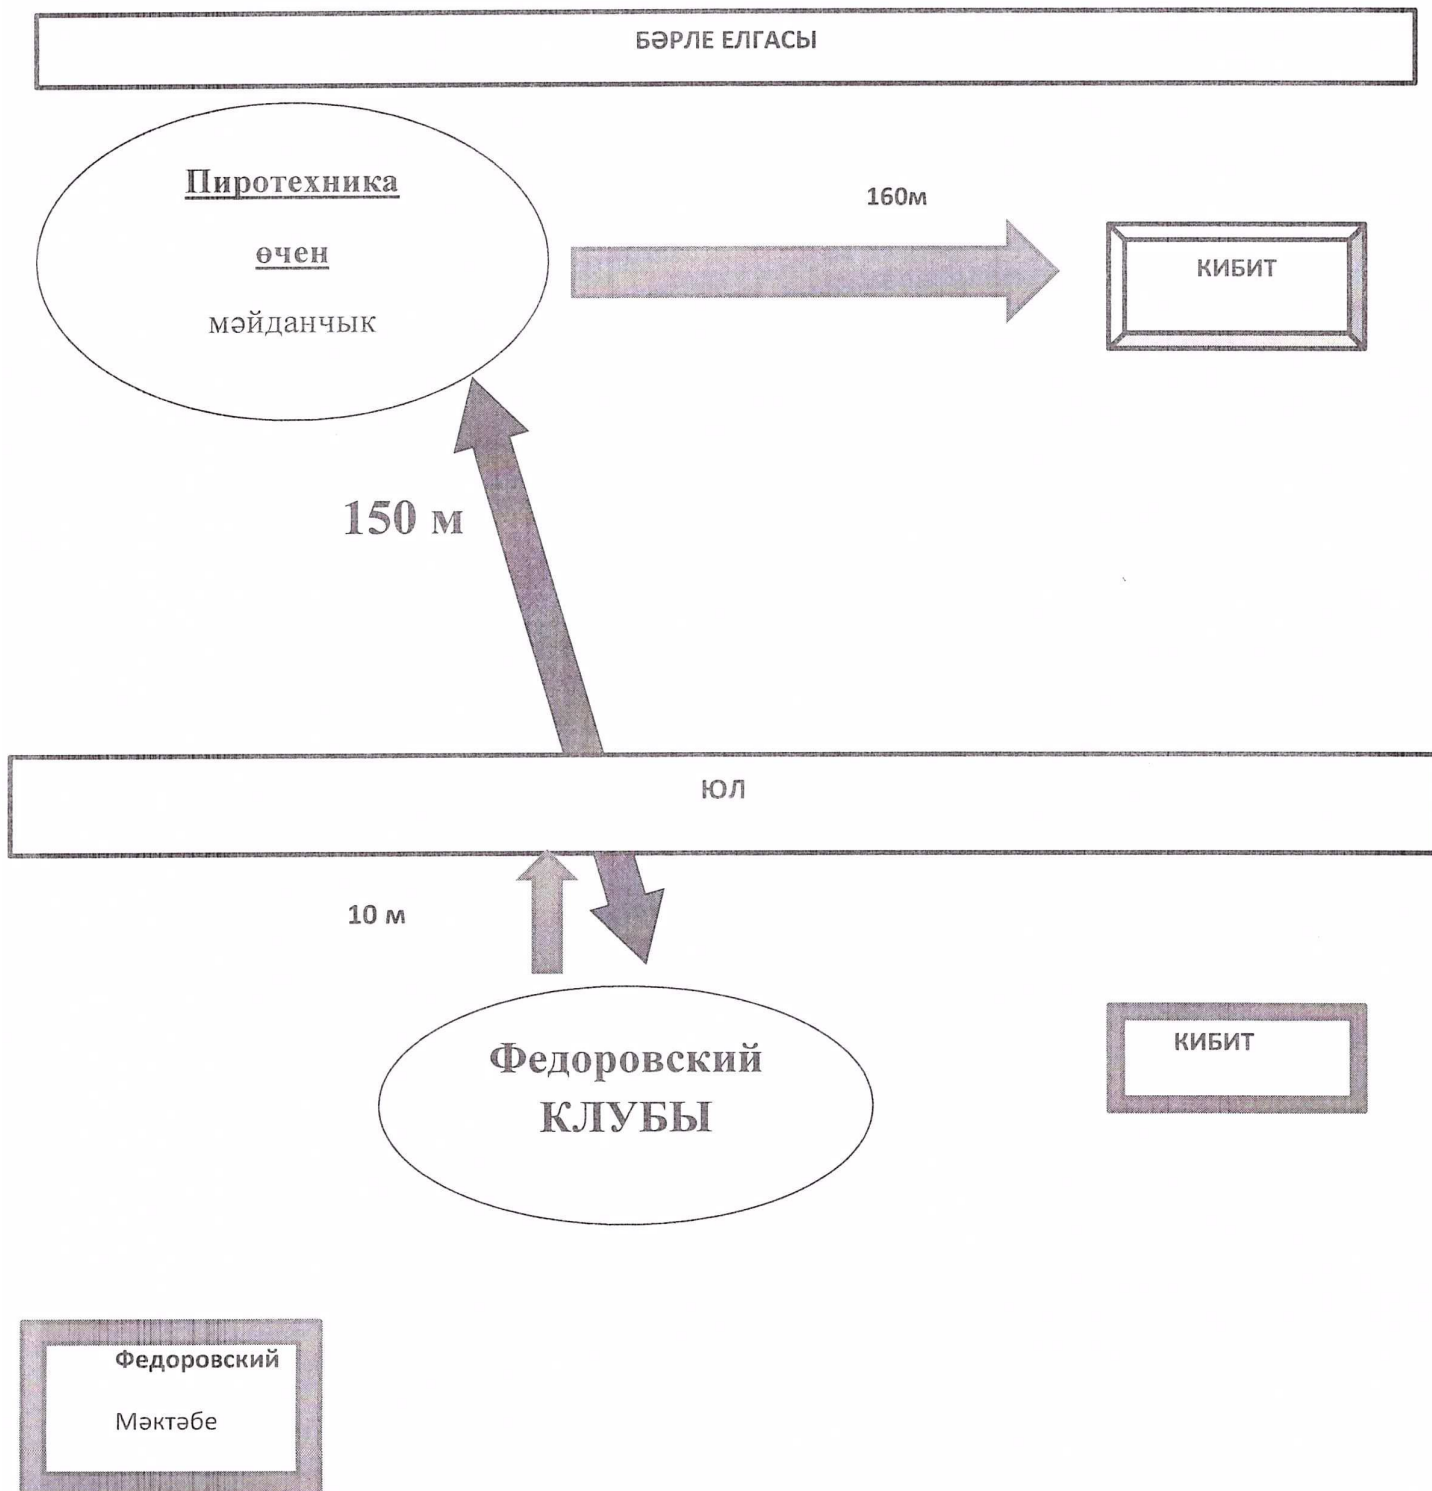 БӘРЛЕ ЕЛГАСЫ
Пиротехника
өчен
мәйданчык
160м
КИБИТ
150 м
ЮЛ
10 м
Федоровский
КЛУБЫ
КИБИТ
Федоровский
Мәктәбе